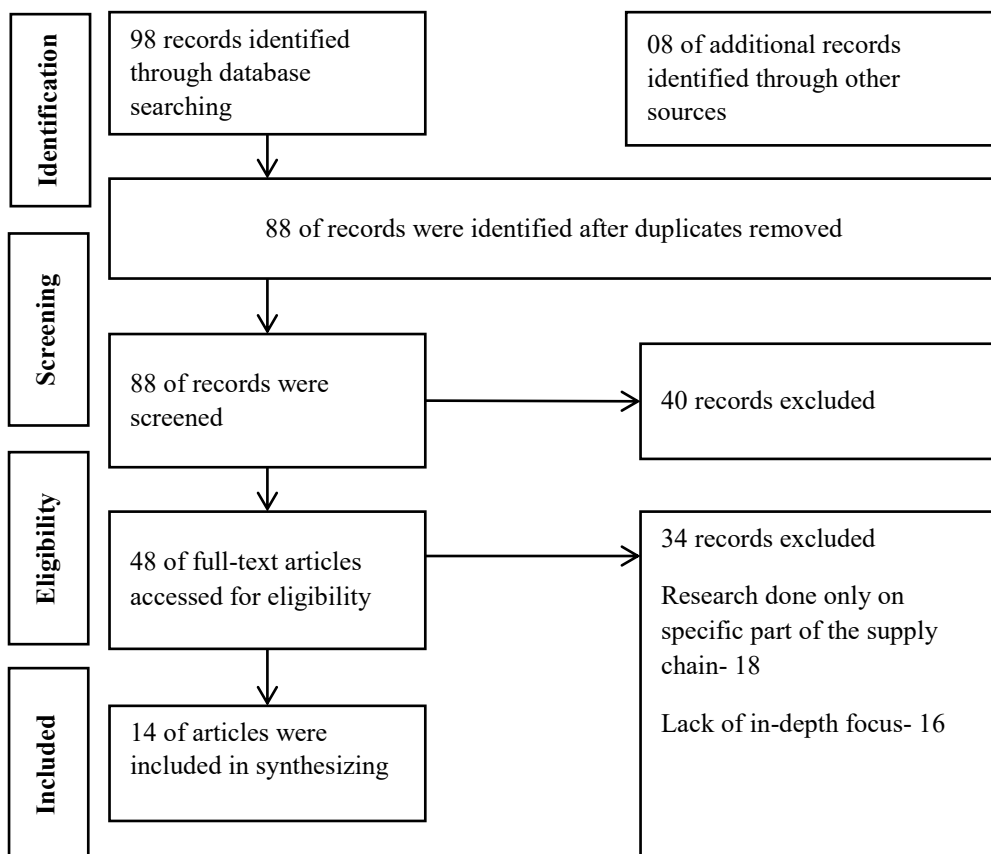 Identification
98 records identified
through database
searching
08 of additional records
identified through other
sources
88 of records were identified after duplicates removed
Screening
88 of records were
screened
40 records excluded
Eligibility
48 of full-text articles
accessed for eligibility
34 records excluded
Research done only on
specific part of the supply
chain- 18
Lack of in-depth focus- 16
Included
14 of articles were
included in synthesizing